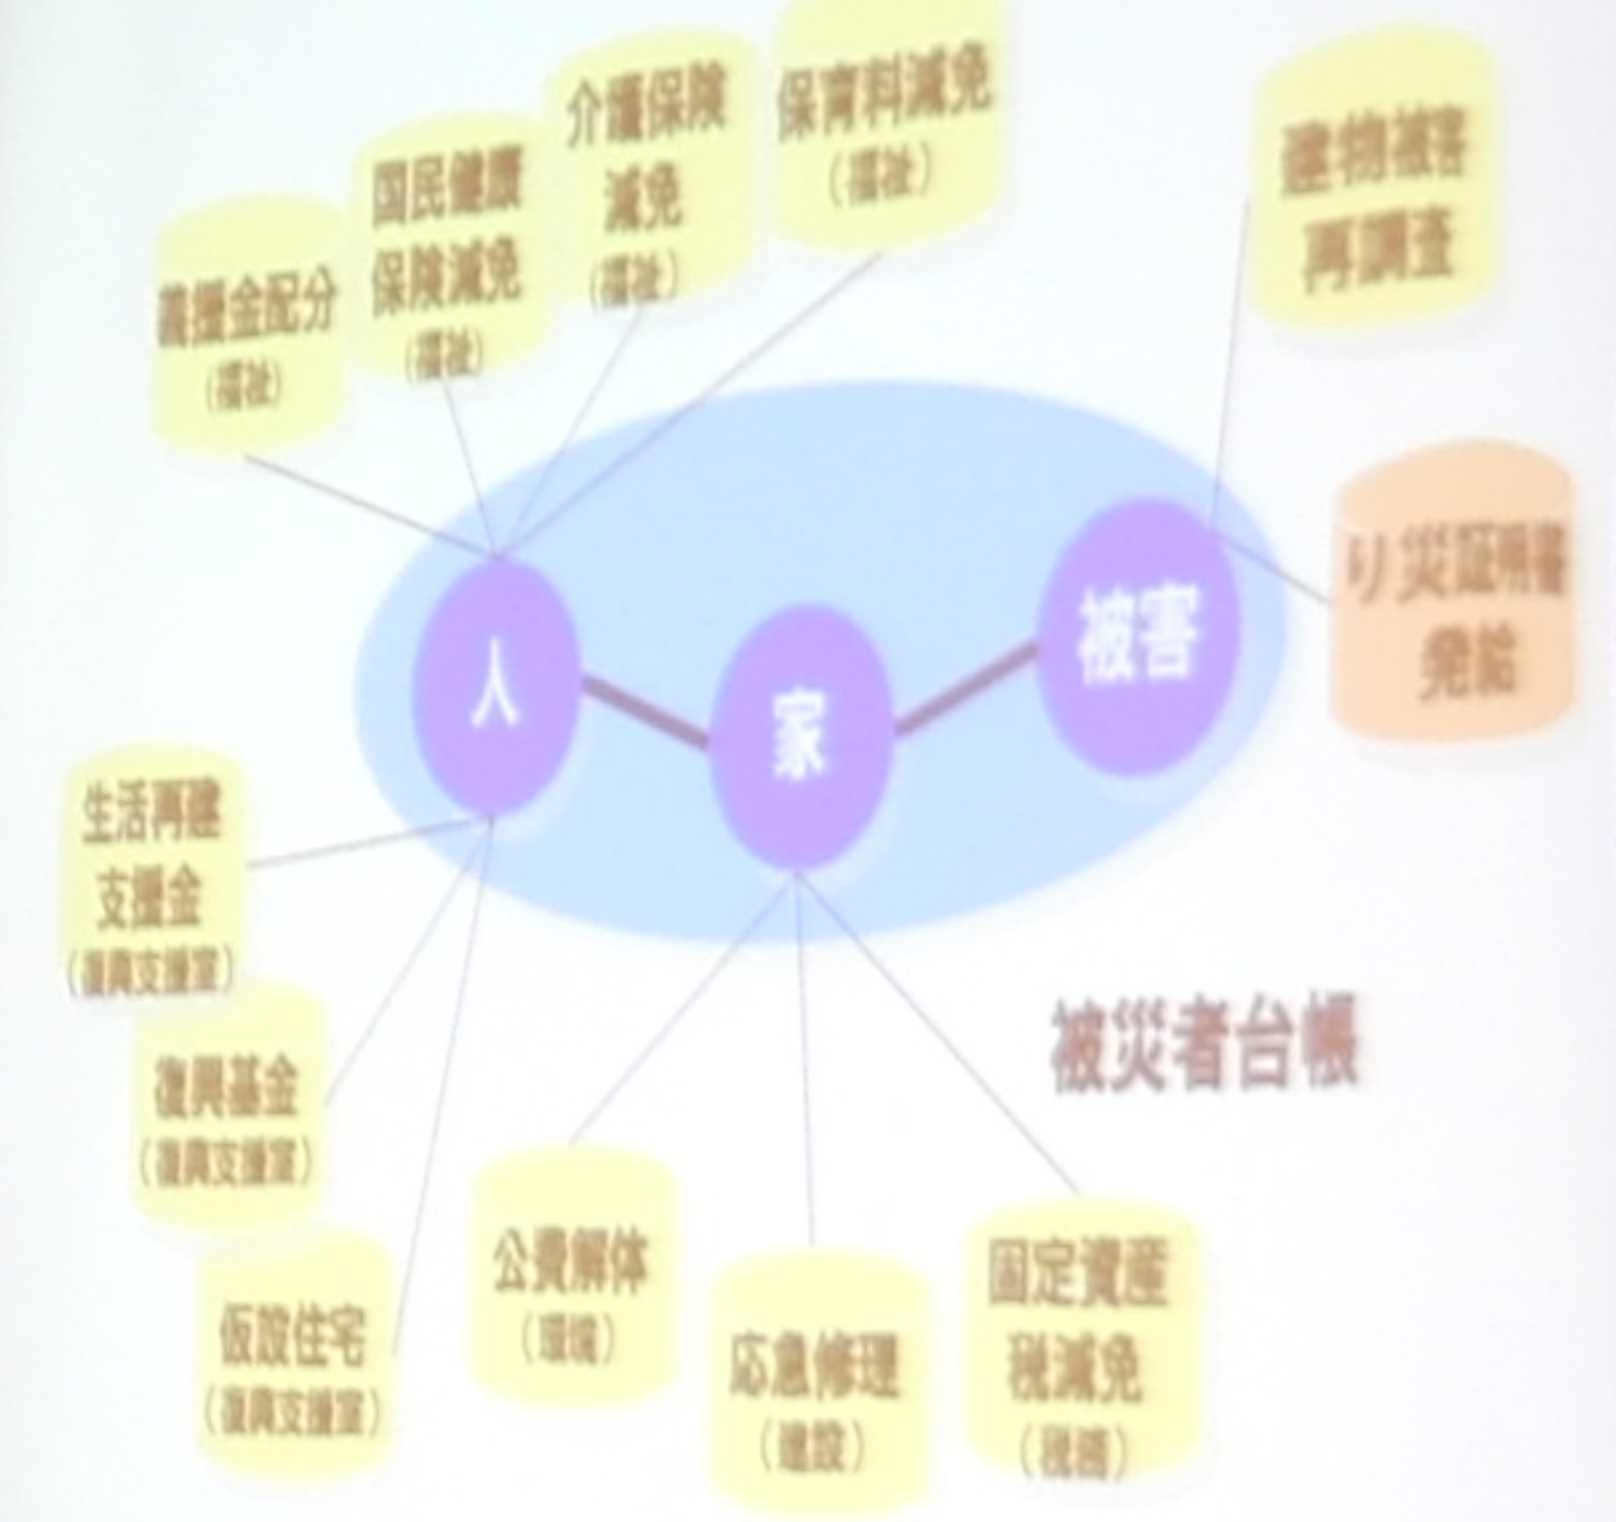 保育料減免
(福祉)
介護保険
減免
(福祉)
国民健康
保険減免
(福祉)
義援金配分
(福祉)
建物被害
再調査
り災証明書
発給
人
家
被害
生活再建
支援金
(復興支援室)
復興基金
(復興支援室)
仮設住宅
(復興支援室)
公費解体
(環境)
応急修理
(建設)
固定資産
税減免
(税務)
被災者台帳